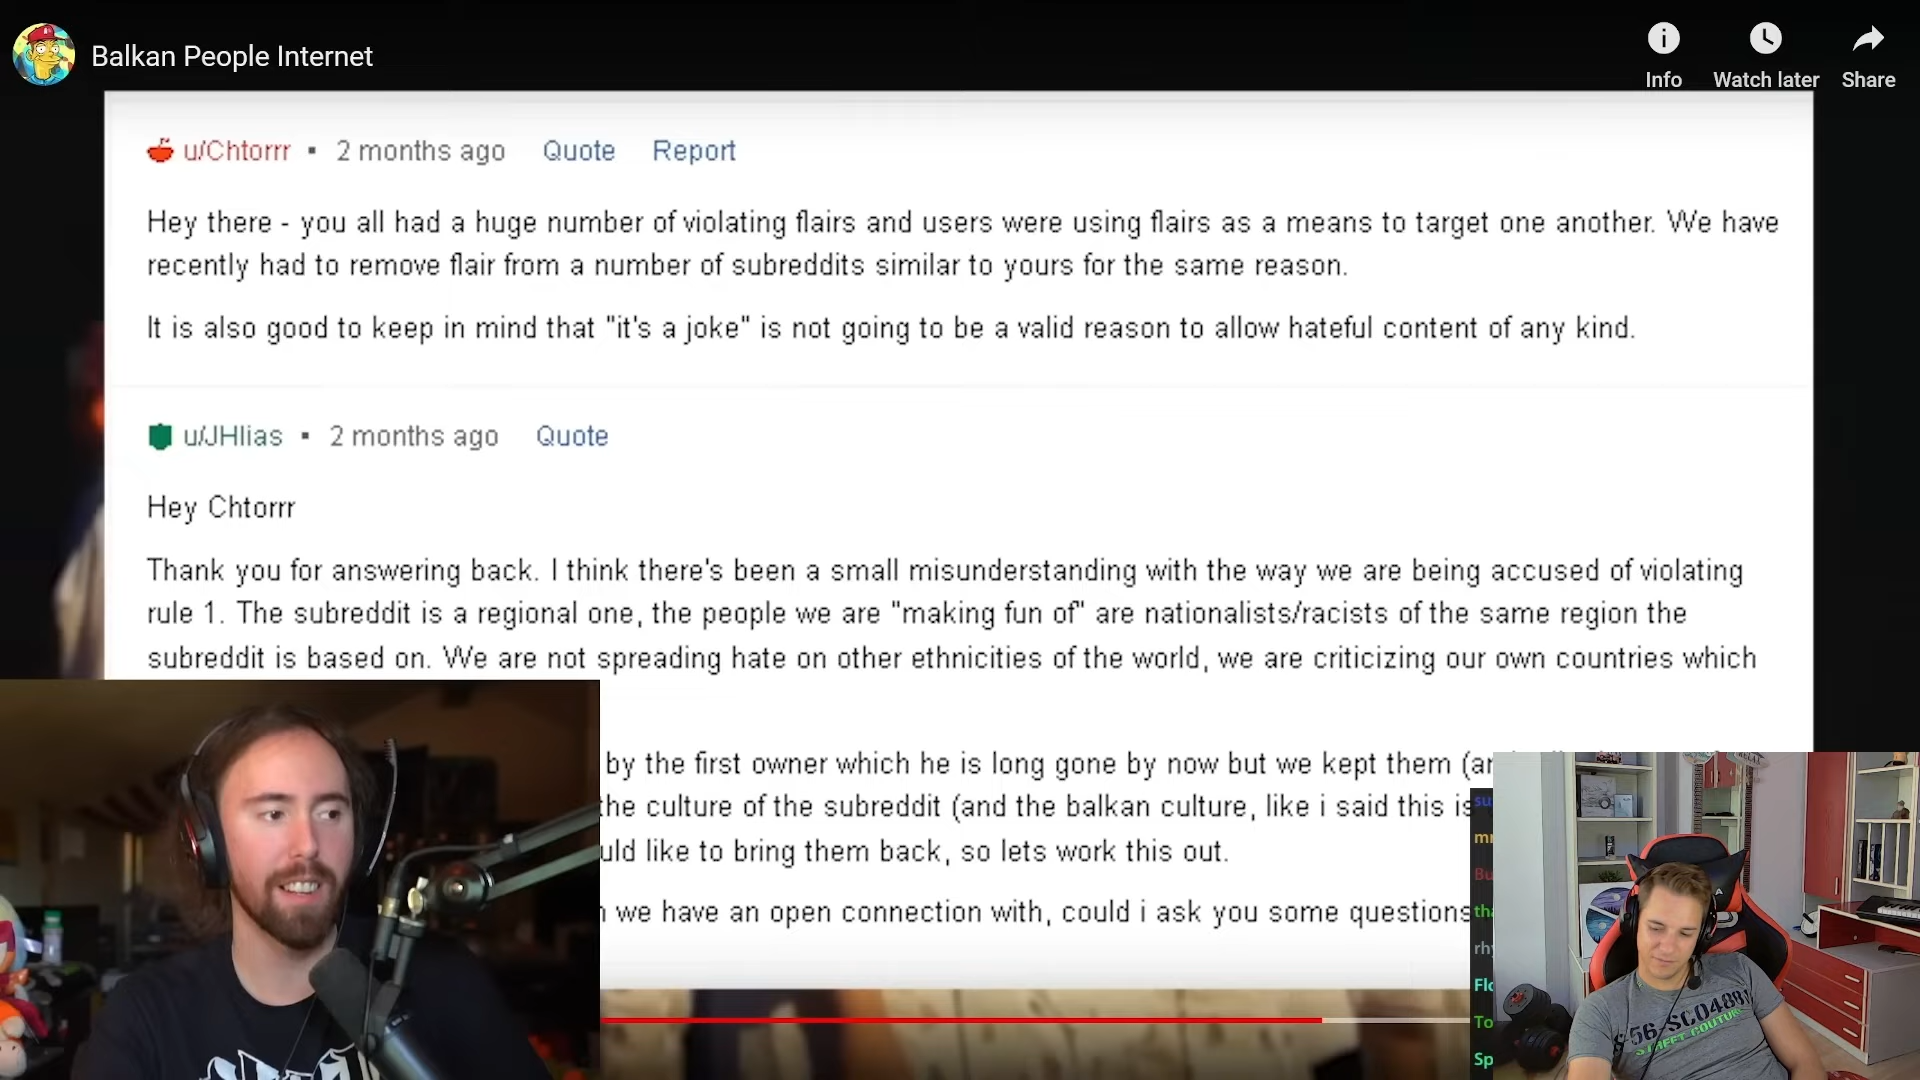 Balkan People Internet
Info
Watch later
Share
u/Chtorrr ▪ 2 months ago Quote Report
Hey there - you all had a huge number of violating flairs and users were using flairs as a means to target one another. We have
recently had to remove flair from a number of subreddits similar to yours for the same reason.
It is also good to keep in mind that "it's a joke" is not going to be a valid reason to allow hateful content of any kind.
u/JHlias ▪ 2 months ago Quote
Hey Chtorrr
Thank you for answering back. I think there's been a small misunderstanding with the way we are being accused of violating
rule 1. The subreddit is a regional one, the people we are "making fun of" are nationalists/racists of the same region the
subreddit is based on. We are not spreading hate on other ethnicities of the world, we are criticizing our own countries which
by the first owner which he is long gone by now but we kept them
the culture of the subreddit (and the balkan culture, like i said this is
uld like to bring them back, so lets work this out.
we have an open connection with, could i ask you some questions
su
Bu
tha
rhy
Flo
To
Sp
STREET COUTURE